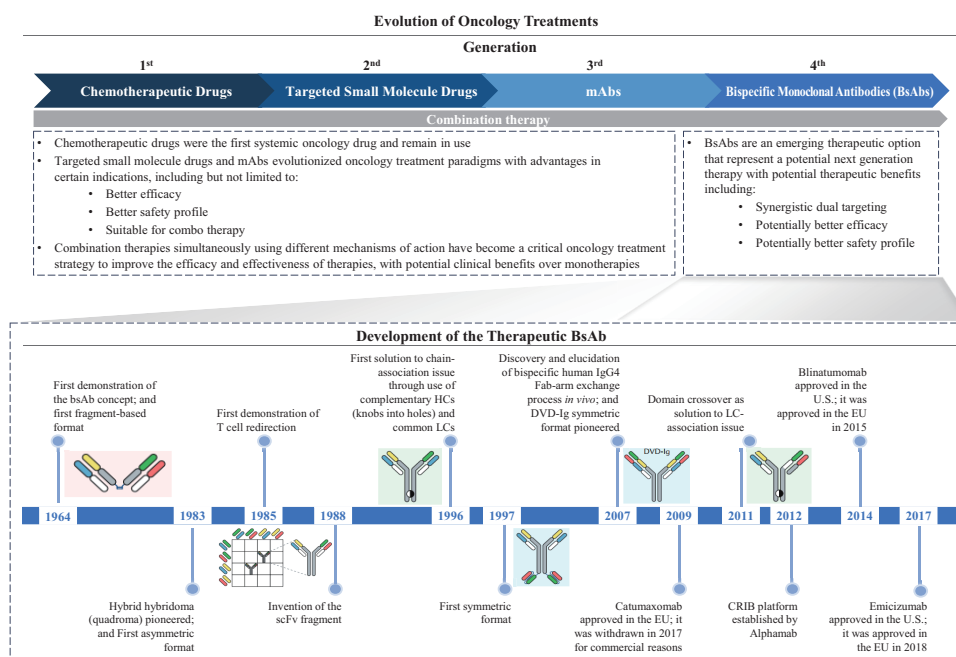 Evolution of Oncology Treatments
Generation
1st
2nd
3rd
4th
Chemotherapeutic Drugs
Targeted Small Molecule Drugs
mAbs
Bispecific Monoclonal Antibodies (BsAbs)
Combination therapy
• Chemotherapeutic drugs were the first systemic oncology drug and remain in use
• Targeted small molecule drugs and mAbs evolutionized oncology treatment paradigms with advantages in
certain indications, including but not limited to:
• Better efficacy
• Better safety profile
• Suitable for combo therapy
• Combination therapies simultaneously using different mechanisms of action have become a critical oncology treatment
strategy to improve the efficacy and effectiveness of therapies, with potential clinical benefits over monotherapies
• BsAbs are an emerging therapeutic option
that represent a potential next generation
therapy with potential therapeutic benefits
including:
• Synergistic dual targeting
• Potentially better efficacy
• Potentially better safety profile
Development of the Therapeutic BsAb
First demonstration of
the bsAb concept; and
first fragment-based
format
First demonstration of
T cell redirection
First solution to chain-
association issue
through use of
complementary HCs
(knobs into holes) and
common LCs
Discovery and elucidation
of bispecific human IgG4
Fab-arm exchange
process in vivo; and
DVD-Ig symmetric
format pioneered
Domain crossover as
solution to LC-
association issue
Blinatumomab
approved in the
U.S.; it was
approved in the EU
in 2015
DVD-Ig
1964
1983
1985
1988
1996
1997
2007
2009
2011
2012
2014
2017
Hybrid hybridoma
(quadroma) pioneered;
and First asymmetric
format
Invention of the
scFv fragment
First symmetric
format
Catumaxomab
approved in the EU; it
was withdrawn in 2017
for commercial reasons
CRIB platform
established by
Alphamab
Emicizumab
approved in the U.S.;
it was approved in
the EU in 2018